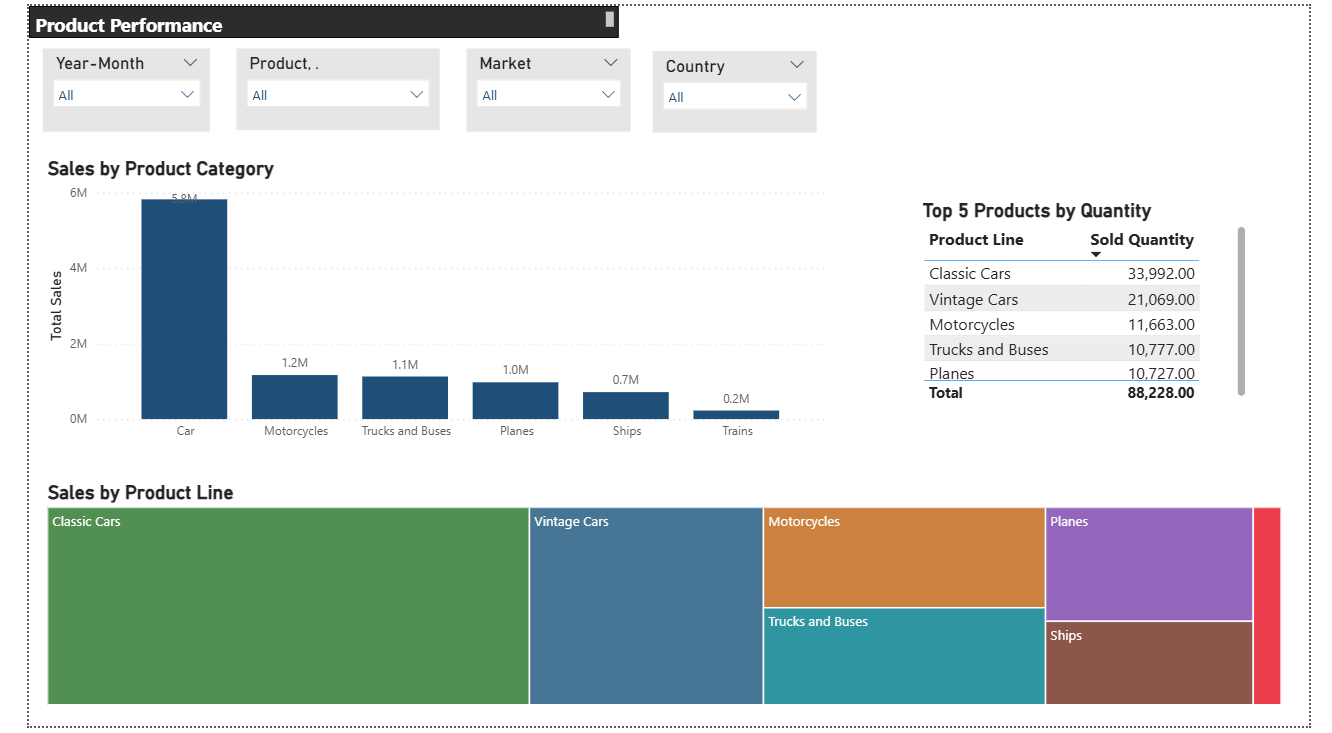 Product Performance
Year-Month
Product, .
Market
Country
All
All
All
All
Sales by Product Category
6M
4M
2M
0M
Total Sales
5.8M
1.2M
1.1M
1.0M
0.7M
0.2M
Car
Motorcycles
Trucks and Buses
Planes
Ships
Trains
Top 5 Products by Quantity
Product Line Sold Quantity
Classic Cars 33,992.00
Vintage Cars 21,069.00
Motorcycles 11,663.00
Trucks and Buses 10,777.00
Planes 10,727.00
Total 88,228.00
Sales by Product Line
Classic Cars
Vintage Cars
Motorcycles
Planes
Trucks and Buses
Ships